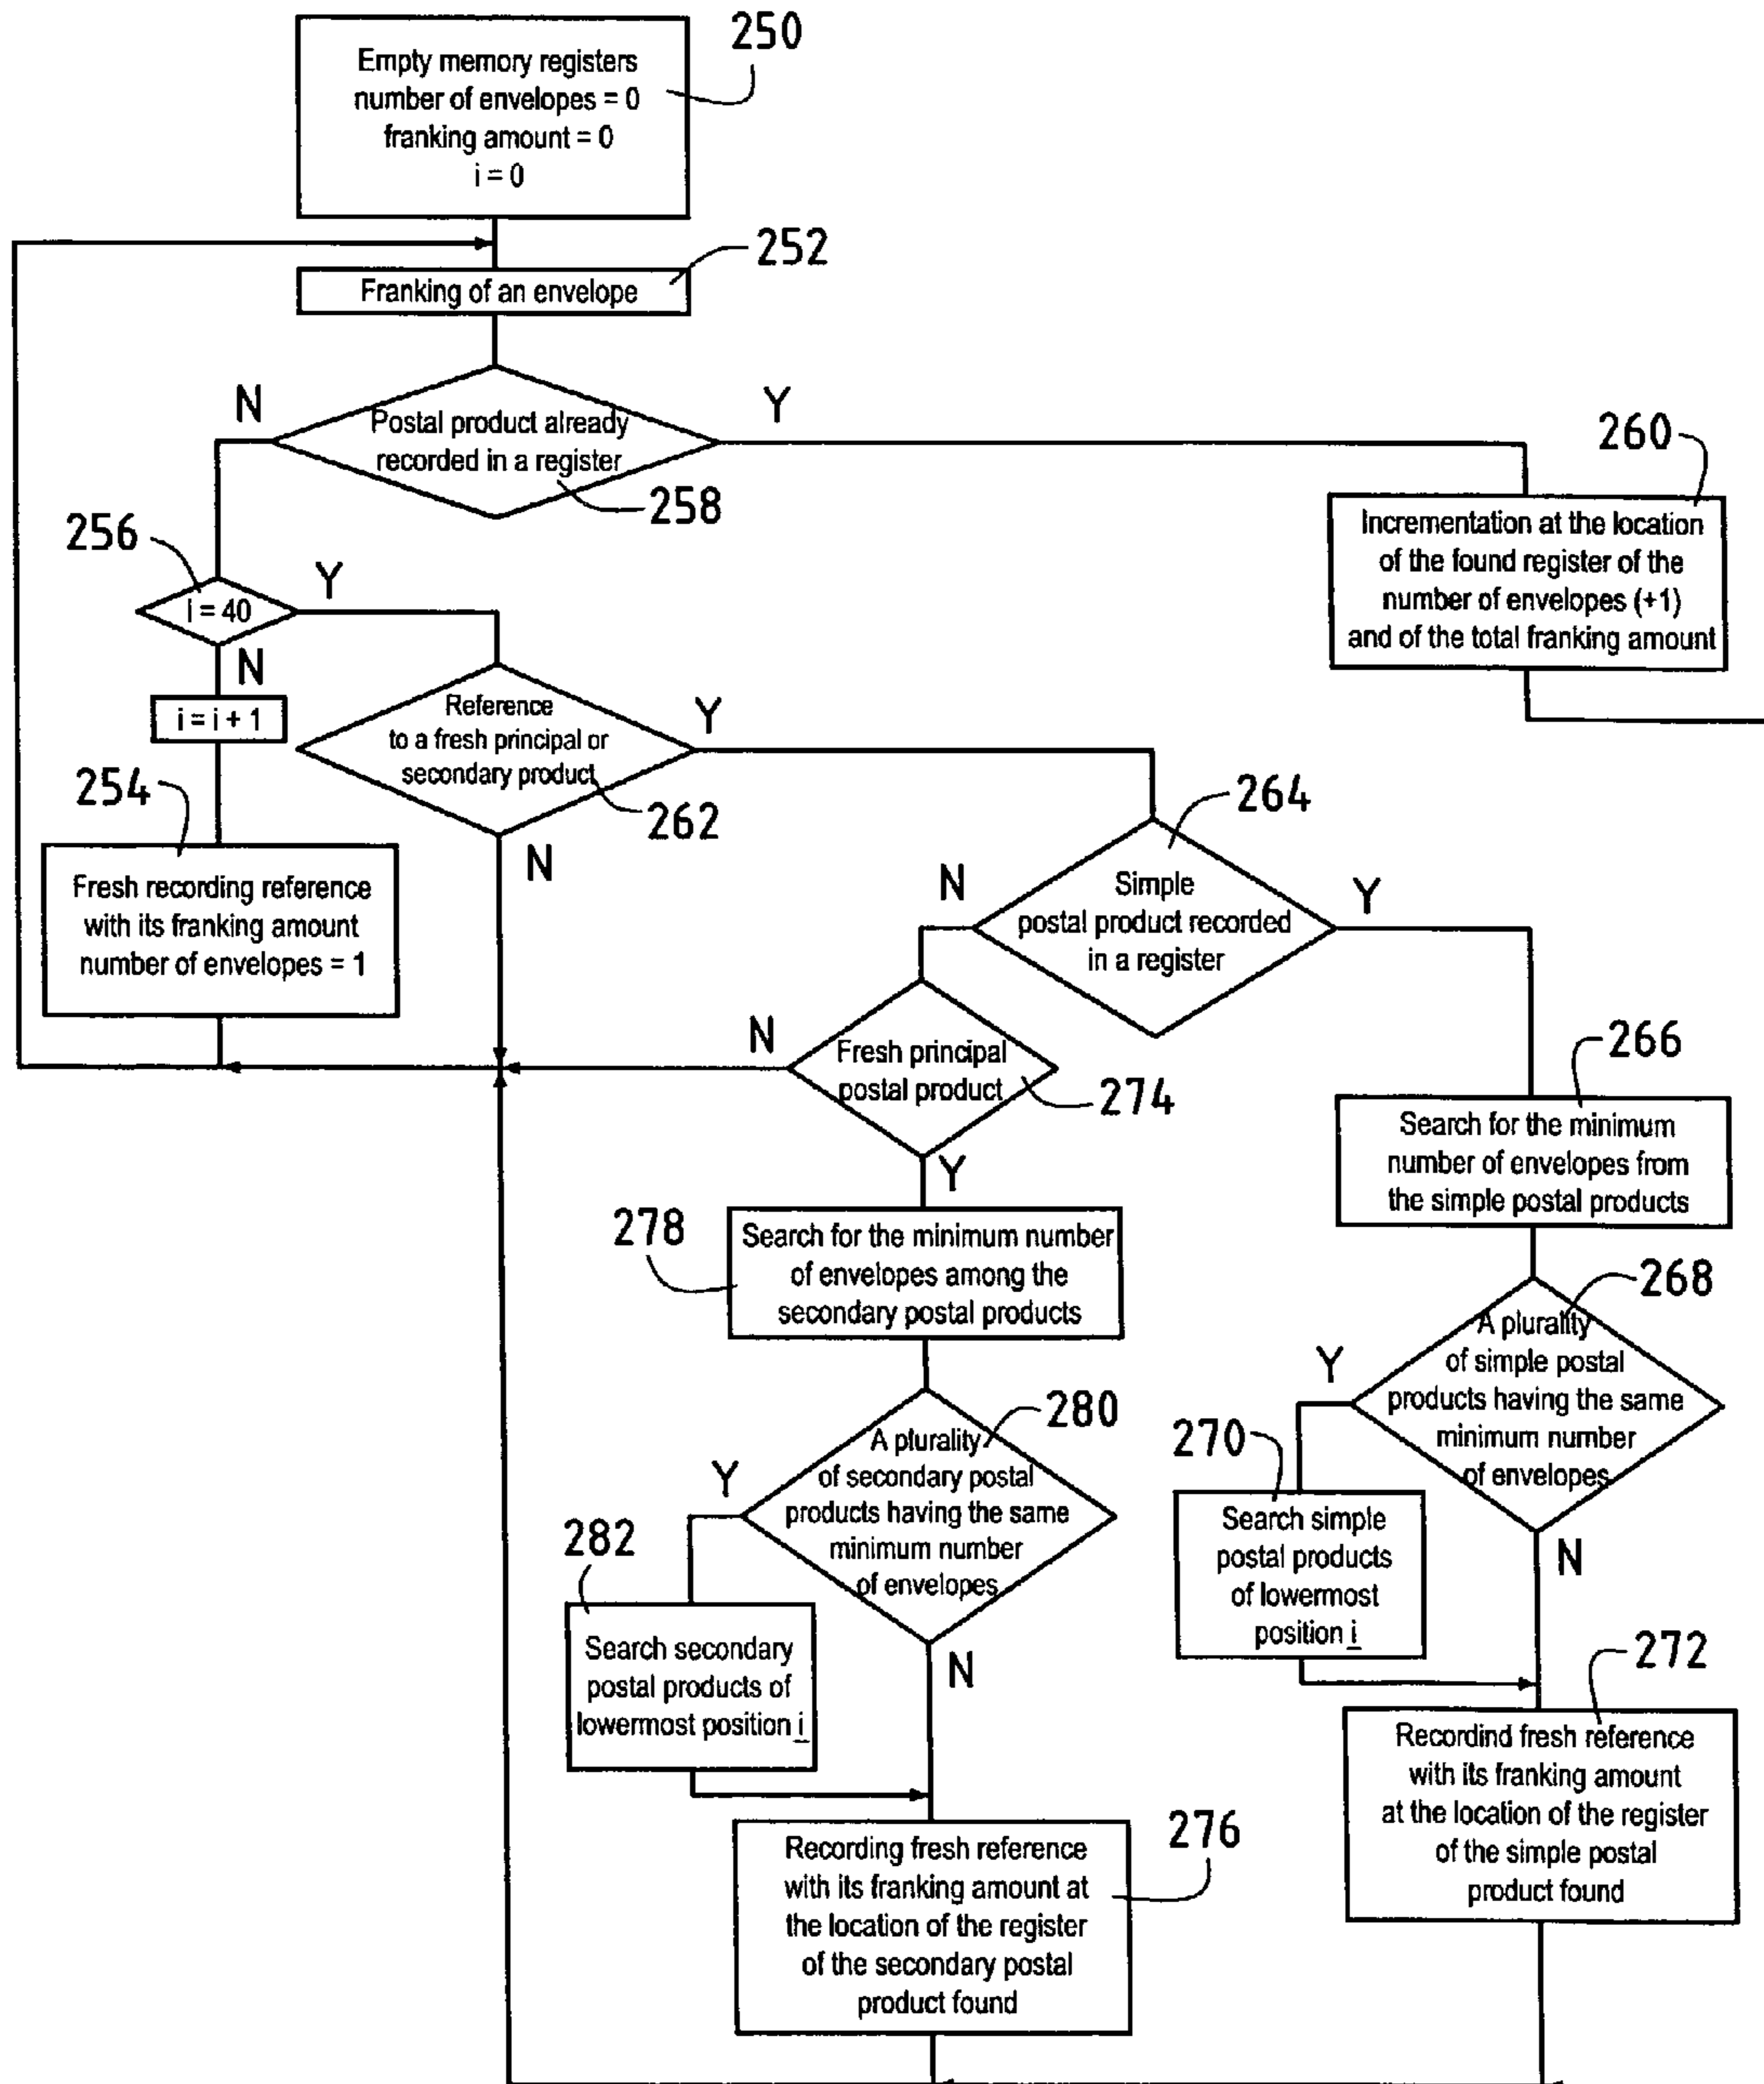 250
Empty memory registers
number of envelopes = 0
franking amount = 0
i = 0
252
Franking of an envelope
N
Y
Postal product already
recorded in a register
258
260
Incrementation at the location
of the found register of the
number of envelopes (+1)
and of the total franking amount
256
Y
i = 40
N
i = i + 1
Reference
to a fresh principal or
secondary product
262
Y
N
254
Fresh recording reference
with its franking amount
number of envelopes = 1
264
N
Y
Simple
postal product recorded
in a register
N
Fresh principal
postal product
274
Y
266
Search for the minimum
number of envelopes from
the simple postal products
278
Search for the minimum number
of envelopes among the
secondary postal products
268
Y
A plurality
of simple postal
products having the same
minimum number
of envelopes
N
270
Search simple
postal products
of lowermost
position i
280
Y
A plurality
of secondary postal
products having the same
minimum number
of envelopes
N
282
Search secondary
postal products of
lowermost position i
272
Recordind fresh reference
with its franking amount
at the location of the register
of the simple postal
product found
276
Recording fresh reference
with its franking amount at
the location of the register
of the secondary postal
product found